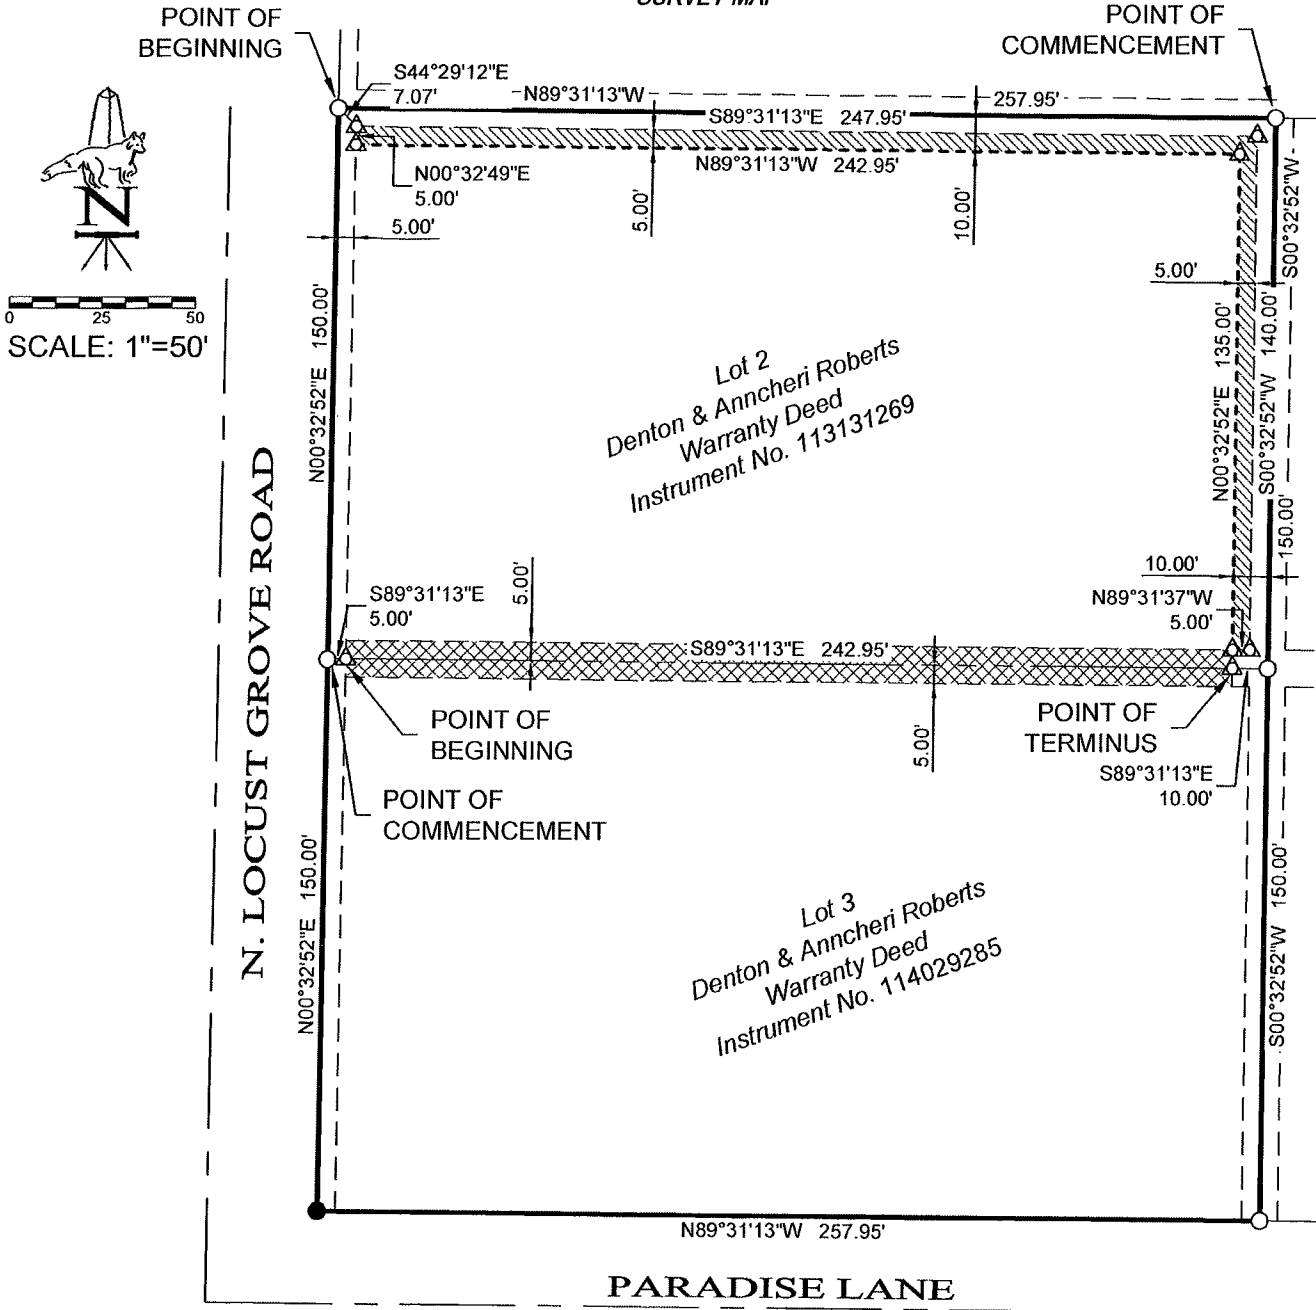 SURVEY MAP
POINT OF
BEGINNING
POINT OF
COMMENCEMENT
S44°29'12"E
7.07'
N89°31'13"W
257.95'
S89°31'13"E 247.95'
N89°31'13"W 242.95'
N00°32'49"E
5.00'
5.00'
5.00'
10.00'
S00°32'52"W
150.00'
5.00'
N
0 25 50
SCALE: 1"=50'
N00°32'52"E 150.00'
N00°32'52"E 135.00'
S00°32'52"W 140.00'
Lot 2
Denton & Anncheri Roberts
Warranty Deed
Instrument No. 113131269
N. LOCUST GROVE ROAD
S89°31'13"E
5.00'
5.00'
10.00'
N89°31'37"W
5.00'
S89°31'13"E 242.95'
POINT OF
BEGINNING
5.00'
POINT OF
TERMINUS
S89°31'13"E
10.00'
POINT OF
COMMENCEMENT
N00°32'52"E 150.00'
S00°32'52"W 150.00'
Lot 3
Denton & Anncheri Roberts
Warranty Deed
Instrument No. 114029285
N89°31'13"W 257.95'
PARADISE LANE